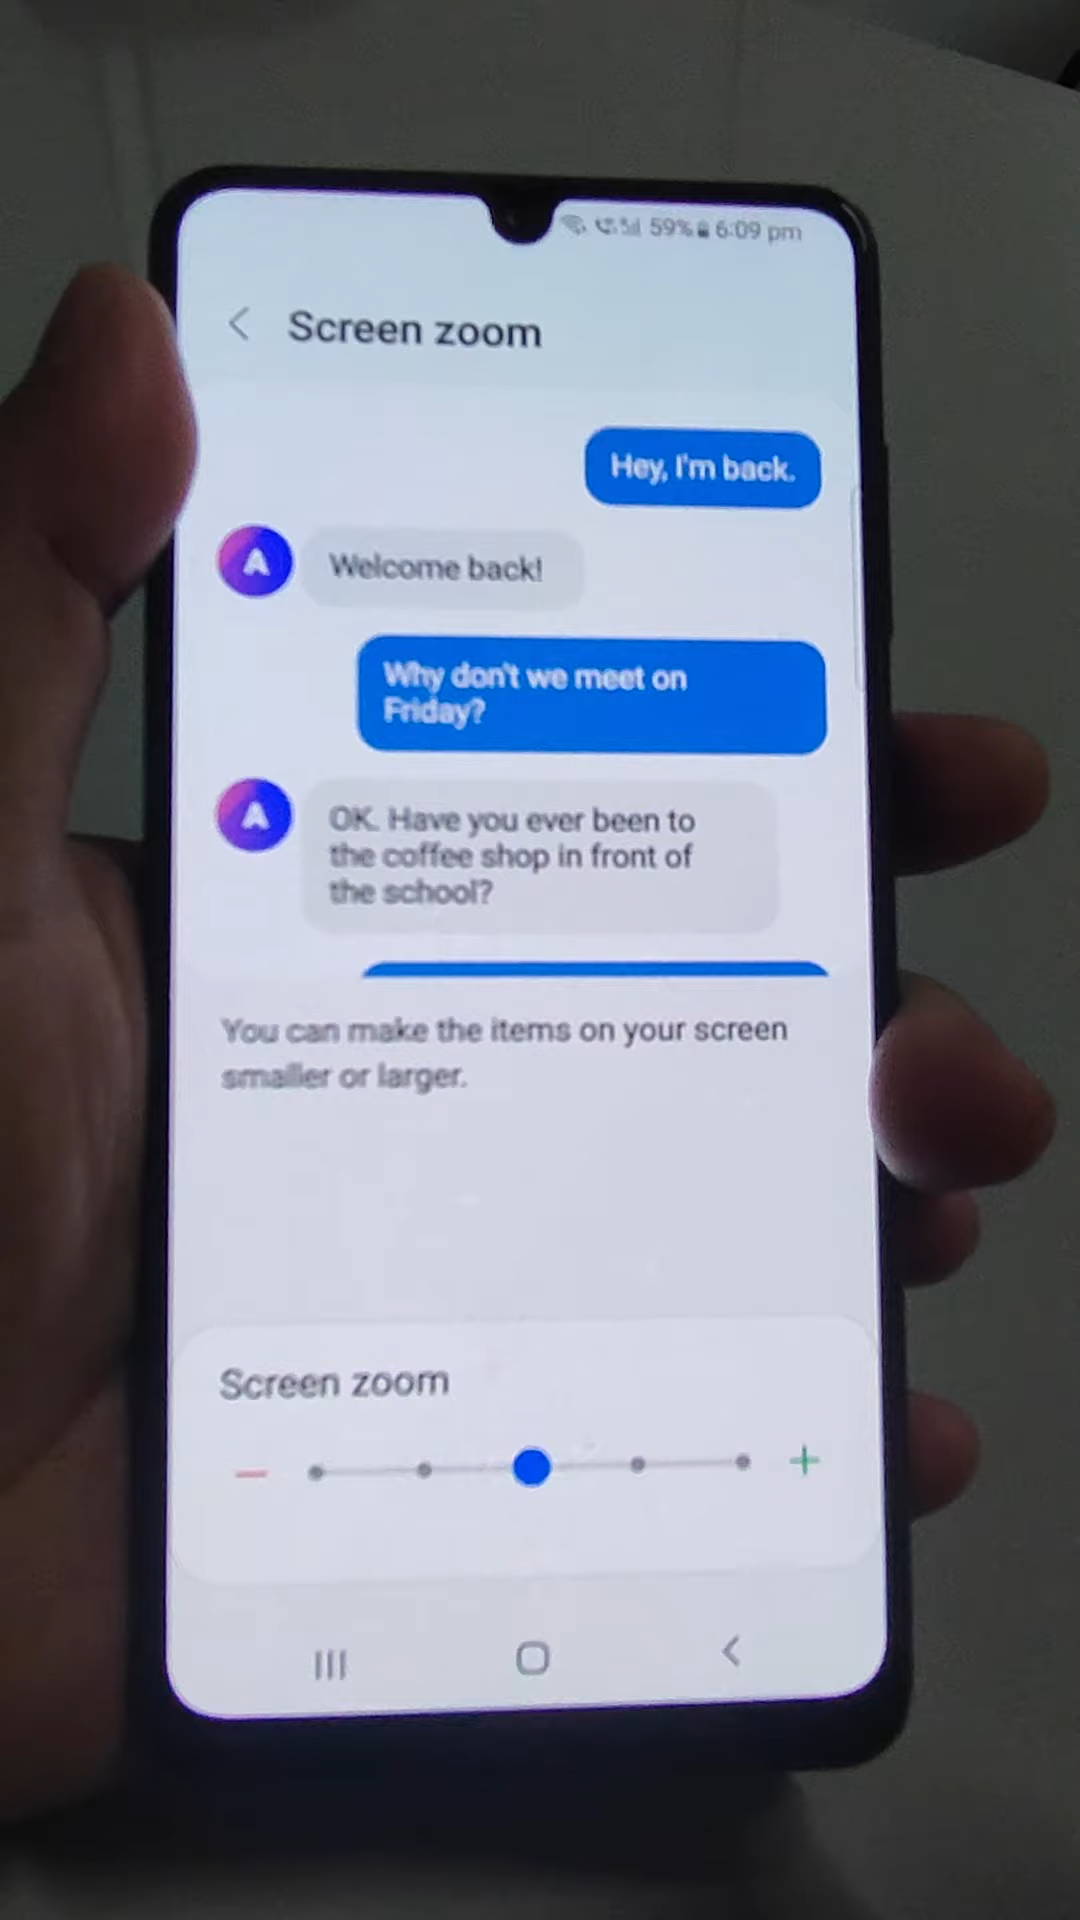 59% 6:09 pm
Screen zoom
Hey, I'm back.
A
Welcome back!
Why don't we meet on
Friday?
A
OK. Have you ever been to
the coffee shop in front of
the school?
You can make the items on your screen
smaller or larger.
Screen zoom